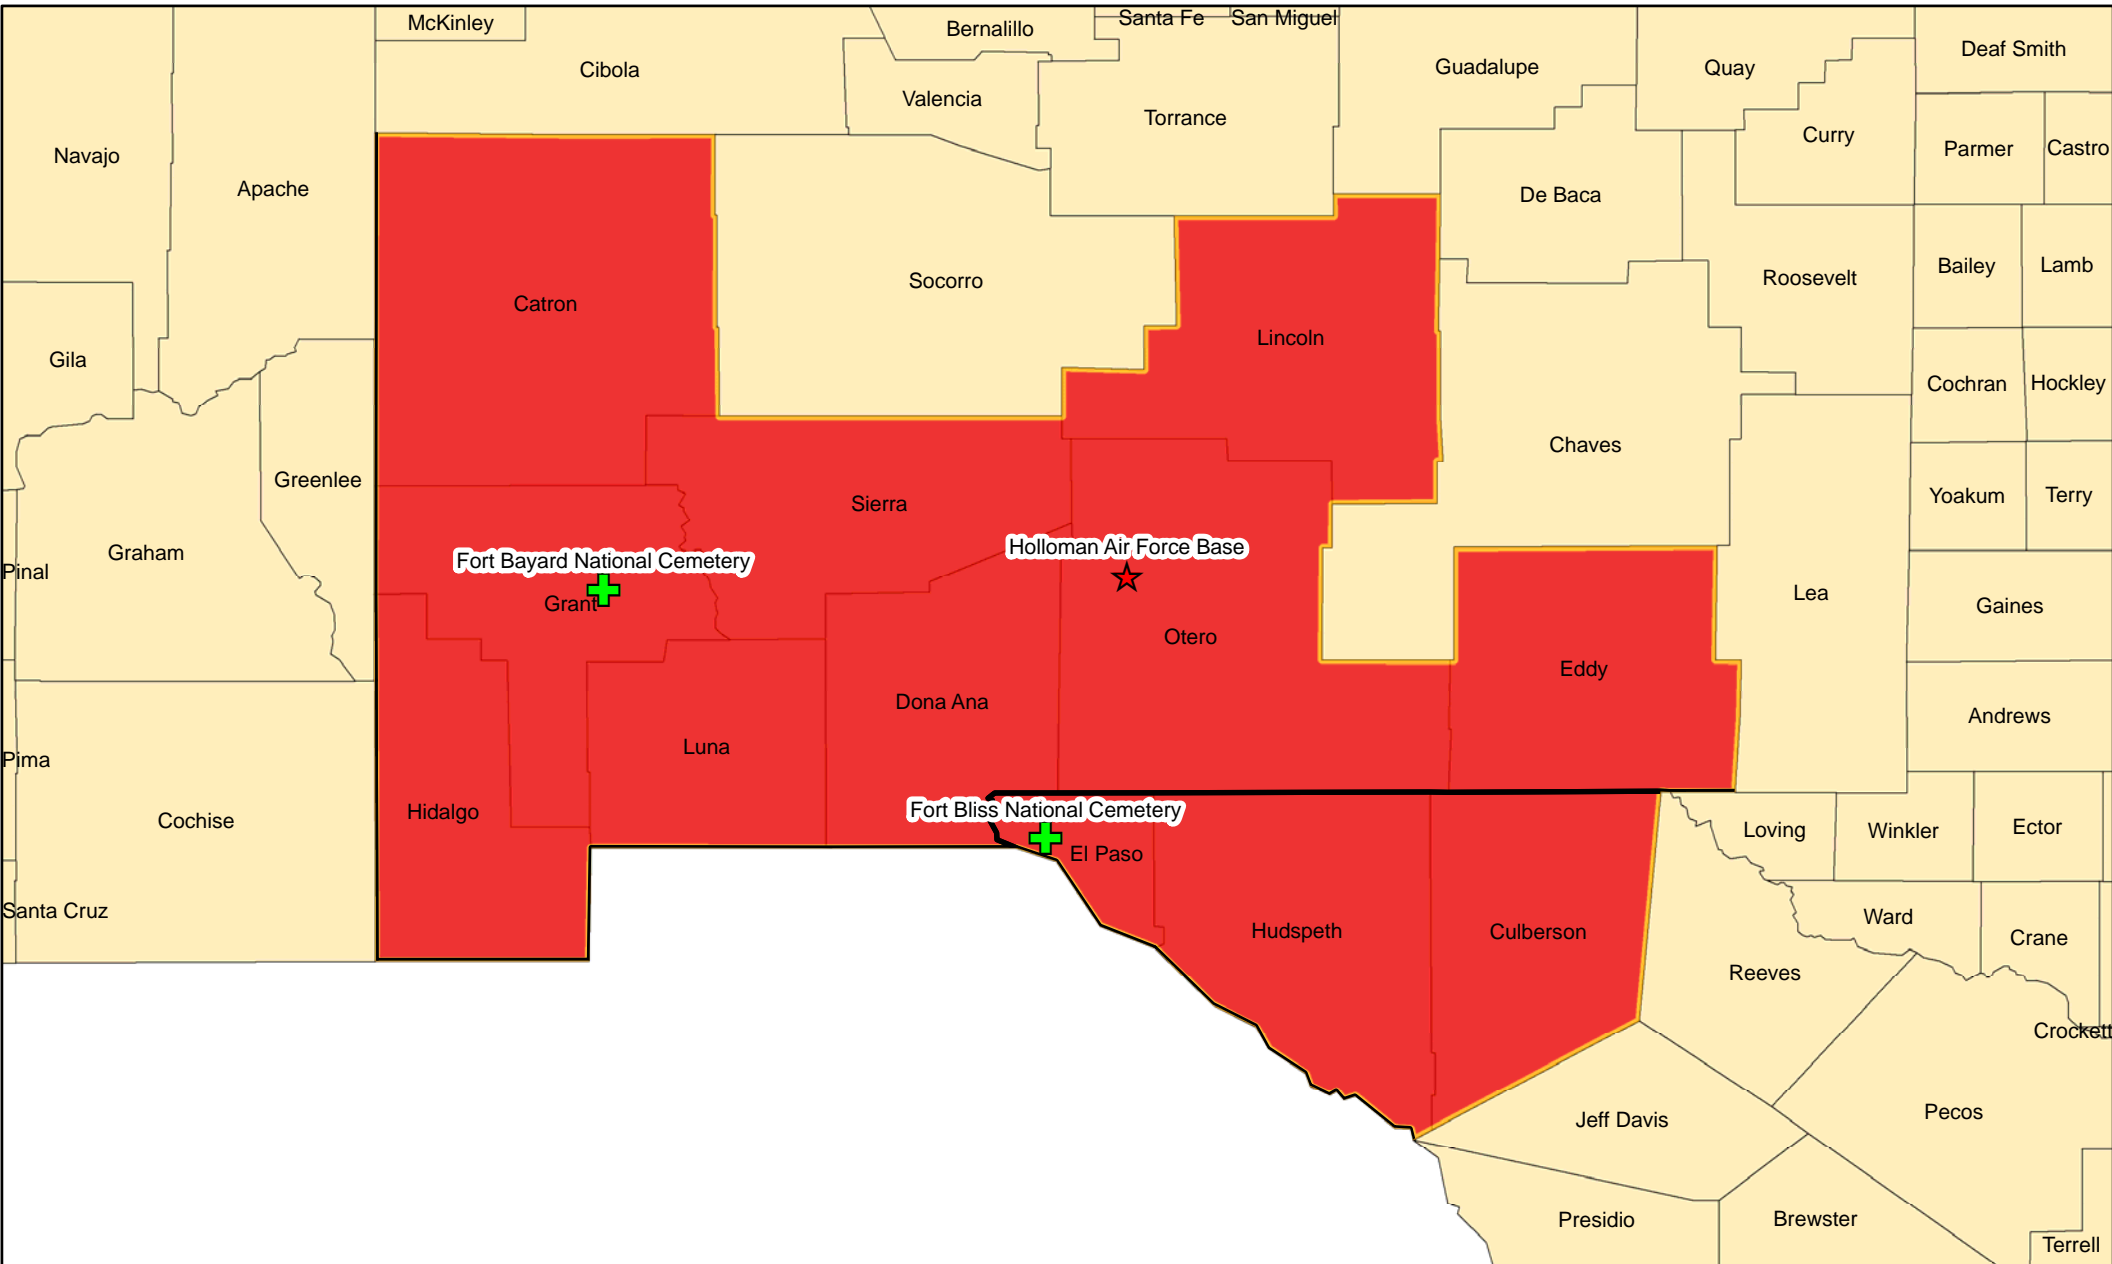 McKinley
Bernalillo
Santa Fe
San Miguel
Deaf Smith
Cibola
Guadalupe
Quay
Valencia
Torrance
Curry
Parmer
Castro
Navajo
Apache
De Baca
Socorro
Roosevelt
Bailey
Lamb
Catron
Lincoln
Gila
Cochran
Hockley
Chaves
Greenlee
Sierra
Yoakum
Terry
Graham
Holloman Air Force Base
Fort Bayard National Cemetery
Pinal
Grant
Lea
Gaines
Otero
Eddy
Dona Ana
Andrews
Luna
Pima
Hidalgo
Fort Bliss National Cemetery
Cochise
Loving
Winkler
Ector
El Paso
Santa Cruz
Hudspeth
Culberson
Ward
Crane
Reeves
Crockett
Jeff Davis
Pecos
Presidio
Brewster
Terrell